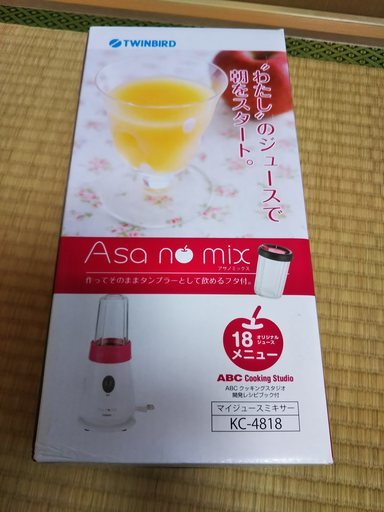 TWINBIRD
“わたし”のジュースで
朝をスタート。
Asa no mix
アサノミックス
作ってそのままタンブラーとして飲めるフタ付。
18
オリジナル
ジュース
メニュー
ABC Cooking Studio
ABCクッキングスタジオ
開発レシピブック付
マイジュースミキサー
KC-4818